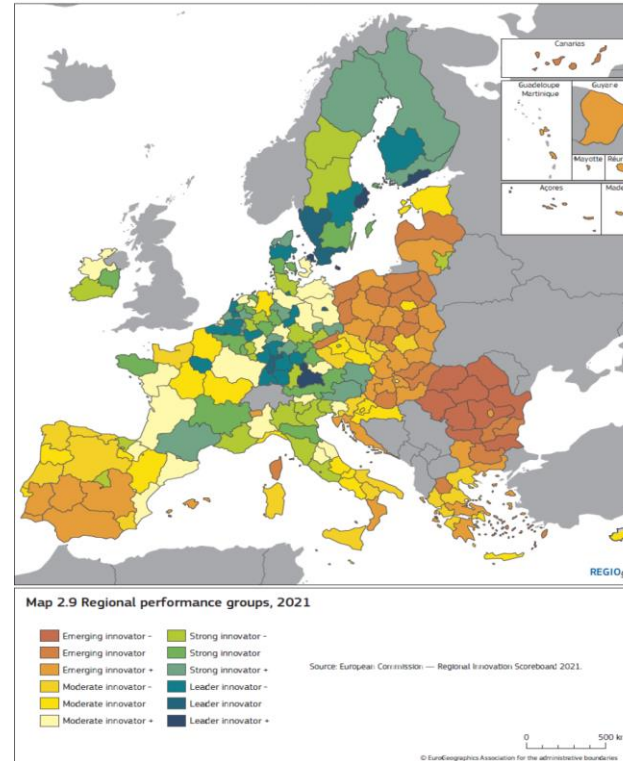 Canarias
Guadeloupe
Martinique
Guyane
Mayotte
Açores
REGIO
Map 2.9 Regional performance groups, 2021
Emerging innovator -
Strong innovator -
Emerging innovator
Strong innovator
Emerging innovator +
Strong innovator +
Moderate innovator -
Leader innovator -
Moderate innovator
Leader innovator
Moderate innovator +
Leader innovator +
Source: European Commission — Regional Innovation Scoreboard 2021.
0 500
© EuroGeographics Association for the administrative boundaries